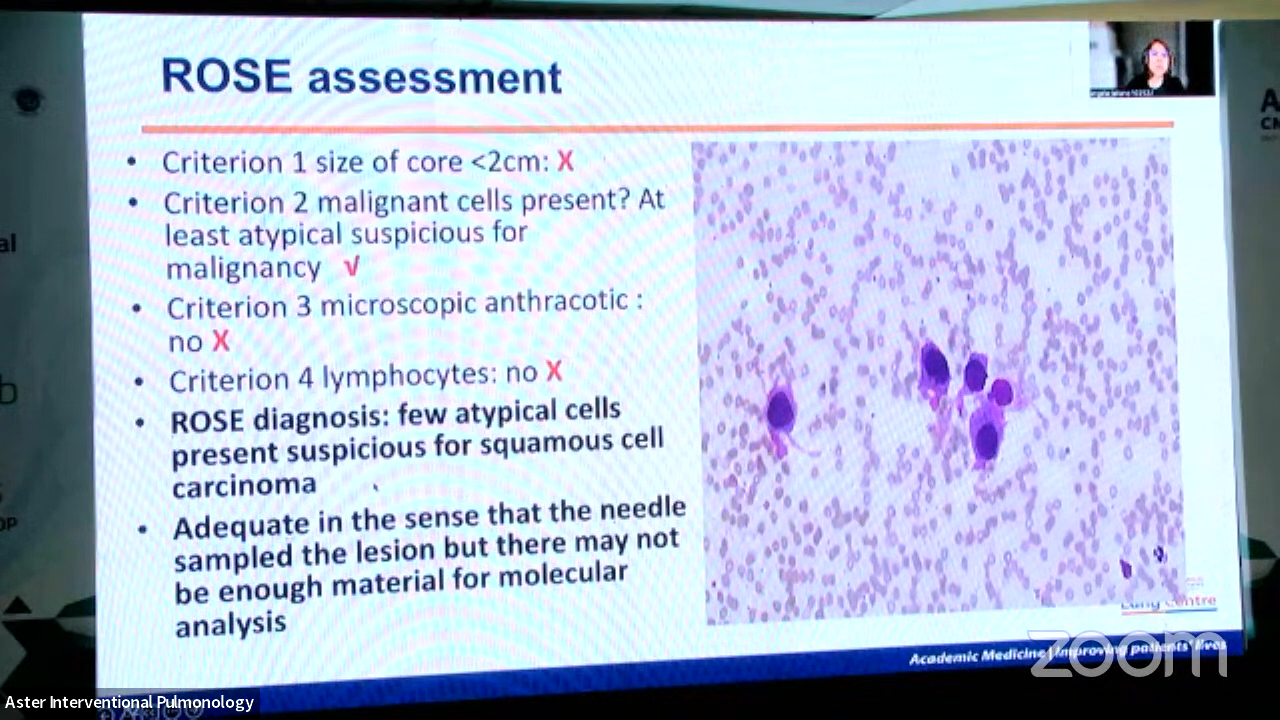 ROSE assessment
• Criterion 1 size of core <2cm: X
• Criterion 2 malignant cells present? At
least atypical suspicious for
malignancy √
• Criterion 3 microscopic anthracotic :
no X
• Criterion 4 lymphocytes: no X
• ROSE diagnosis: few atypical cells
present suspicious for squamous cell
carcinoma
• Adequate in the sense that the needle
sampled the lesion but there may not
be enough material for molecular
analysis
Lung Centre
Academic Medicine | Improving patients' lives
zoom
Aster Interventional Pulmonology